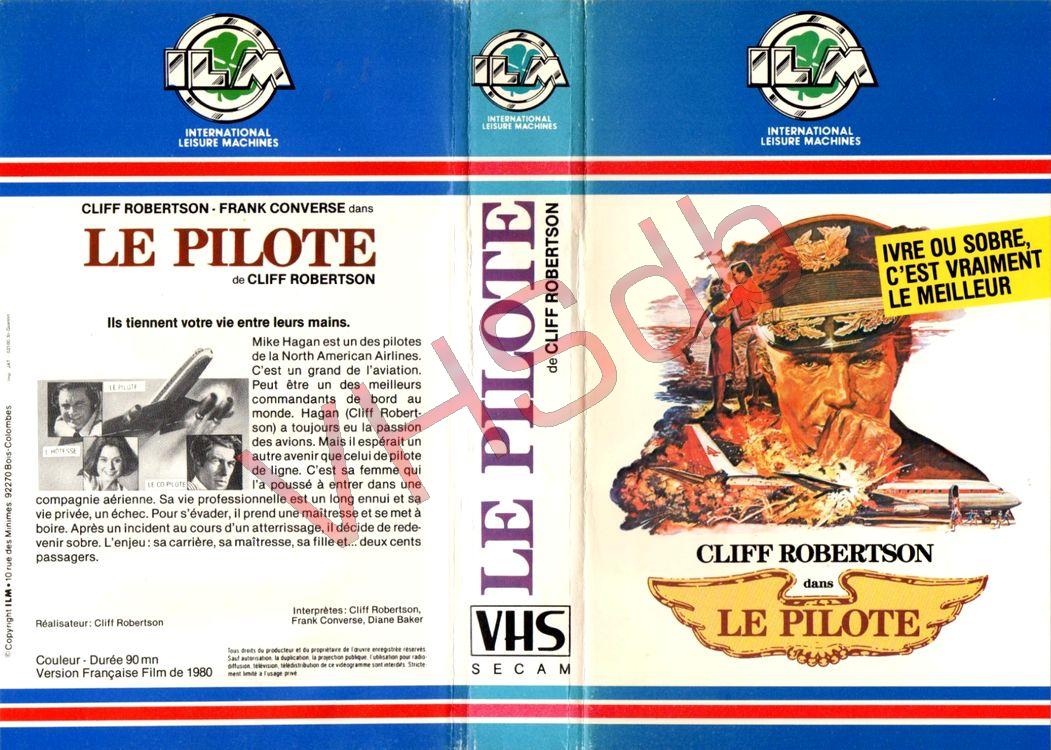 ILM
INTERNATIONAL
LEISURE MACHINES
CLIFF ROBERTSON - FRANK CONVERSE dans
LE PILOTE
de CLIFF ROBERTSON
Ils tiennent votre vie entre leurs mains.
Mike Hagan est un des pilotes
de la North American Airlines.
C'est un grand de l'aviation.
Peut être un des meilleurs
commandants de bord au
monde. Hagan (Cliff Robert-
son) a toujours eu la passion
des avions. Mais il espérait un
autre avenir que celui de pilote
de ligne. C'est sa femme qui
l'a poussé à entrer dans une
compagnie aérienne. Sa vie professionnelle est un long ennui et sa
vie privée, un échec. Pour s'évader, il prend une maîtresse et se met à
boire. Après un incident au cours d'un atterrissage, il décide de rede-
venir sobre. L'enjeu : sa carrière, sa maîtresse, sa fille et... deux cents
passagers.
LE PILOTE
L'HOTESSE
LE CO PILOTE
Réalisateur : Cliff Robertson
Interprètes : Cliff Robertson,
Frank Converse, Diane Baker
Couleur - Durée 90 mn
Version Française Film de 1980
Tous droits du producteur et du propriétaire de l'œuvre enregistrée réservés
Sauf autorisation, la duplication, la projection publique, l'utilisation pour radio-
diffusion, télévision, télédistribution de ce vidéogramme sont interdits. Stricte
ment limité à l'usage privé
© Copyright ILM • 10 rue des Minimes. 92270 Bois-Colombes
ILM
INTERNATIONAL
LEISURE MACHINES
LE PILOTE
de CLIFF ROBERTSON
VHS
SECAM
ILM
INTERNATIONAL
LEISURE MACHINES
IVRE OU SOBRE,
C'EST VRAIMENT
LE MEILLEUR
CLIFF ROBERTSON
dans
LE PILOTE
VHSdb